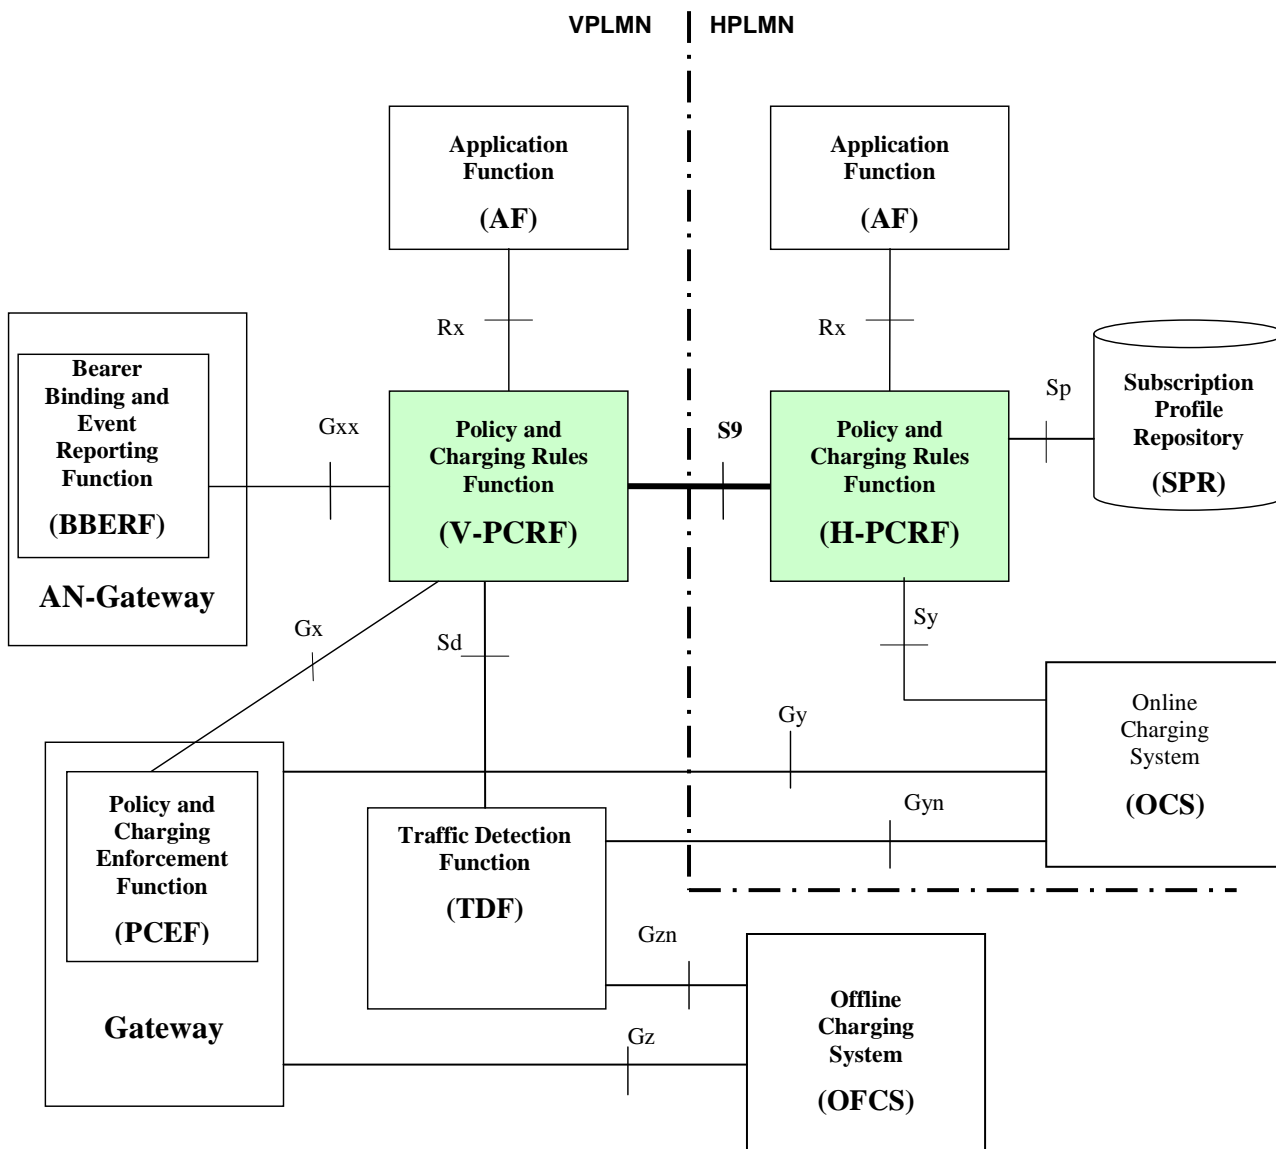 VPLMN
HPLMN
Application
Function
(AF)
Application
Function
(AF)
Rx
Rx
Bearer
Binding and
Event
Reporting
Function
(BBERF)
AN-Gateway
Gxx
Policy and
Charging Rules
Function
(V-PCRF)
S9
Policy and
Charging Rules
Function
(H-PCRF)
Sp
Subscription
Profile
Repository
(SPR)
Gx
Sd
Sy
Gy
Gyn
Online
Charging
System
(OCS)
Policy and
Charging
Enforcement
Function
(PCEF)
Gateway
Traffic Detection
Function
(TDF)
Gzn
Gz
Offline
Charging
System
(OFCS)